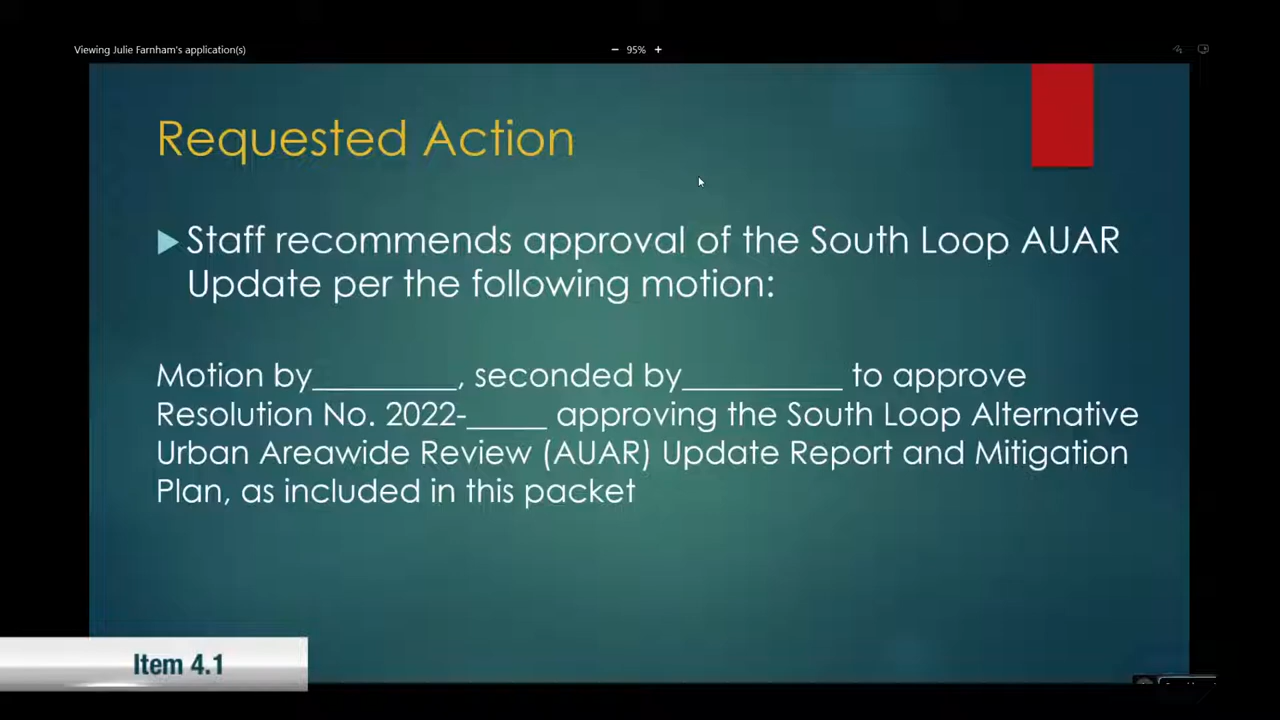 Viewing Julie Farnham's application(s)
− 95% +
Requested Action
Staff recommends approval of the South Loop AUAR
Update per the following motion:
Motion by_________, seconded by__________ to approve
Resolution No. 2022-_____ approving the South Loop Alternative
Urban Areawide Review (AUAR) Update Report and Mitigation
Plan, as included in this packet
Item 4.1